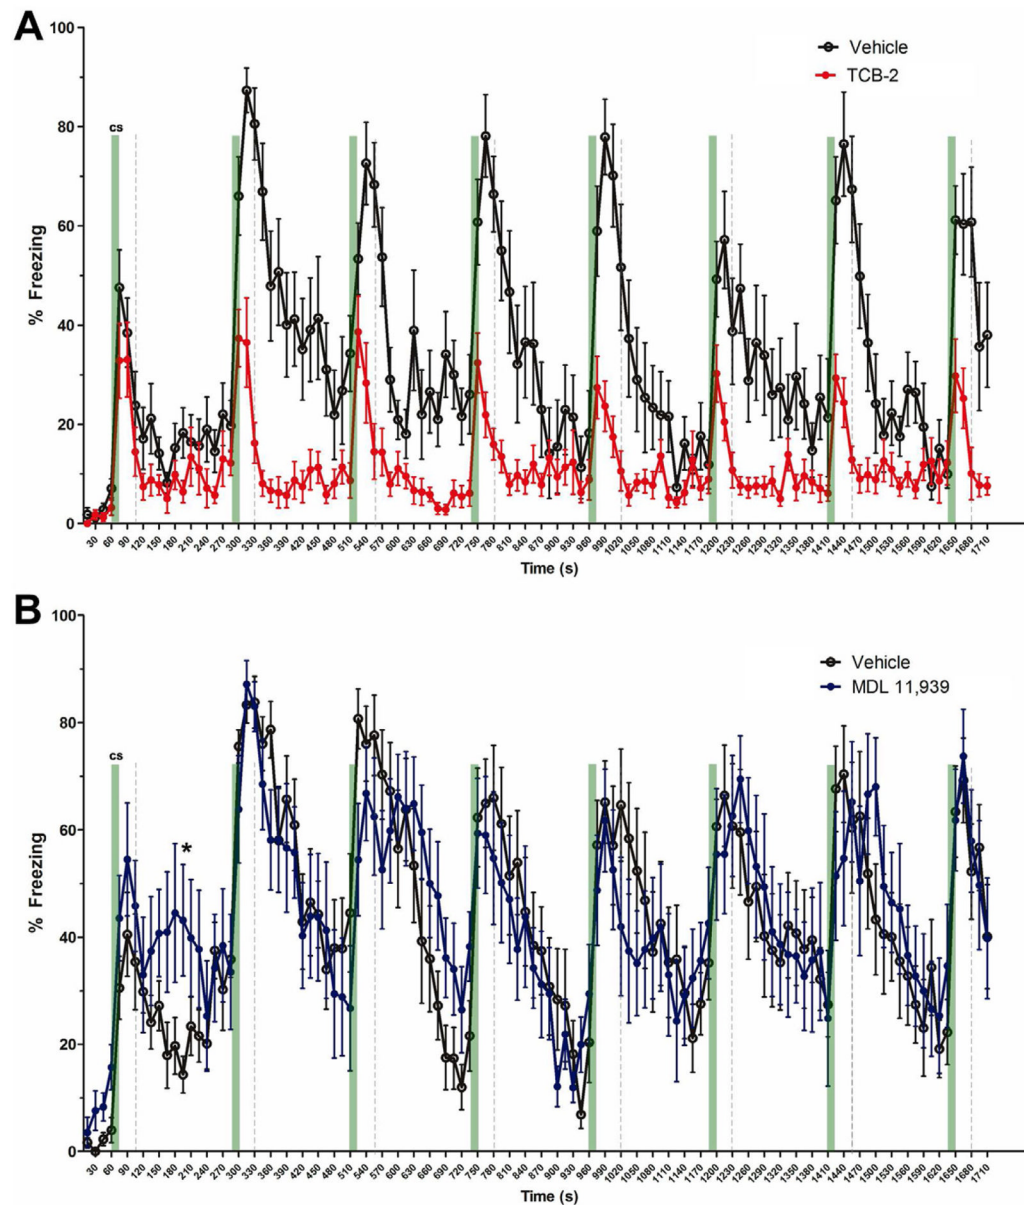 A
100
80
60
40
20
0
% Freezing
Vehicle
TCB-2
cs
30 60 90 120 150 180 210 240 270 300 330 360 390 420 450 480 510 540 570 600 630 660 690 720 750 780 810 840 870 900 930 960 990 1020 1050 1080 1110 1140 1170 1200 1230 1260 1290 1320 1350 1380 1410 1440 1470 1500 1530 1560 1590 1620 1650 1680 1710
Time (s)
B
100
80
60
40
20
0
% Freezing
Vehicle
MDL 11,939
cs
*
30 60 90 120 150 180 210 240 270 300 330 360 390 420 450 480 510 540 570 600 630 660 690 720 750 780 810 840 870 900 930 960 990 1020 1050 1080 1110 1140 1170 1200 1230 1260 1290 1320 1350 1380 1410 1440 1470 1500 1530 1560 1590 1620 1650 1680 1710
Time (s)